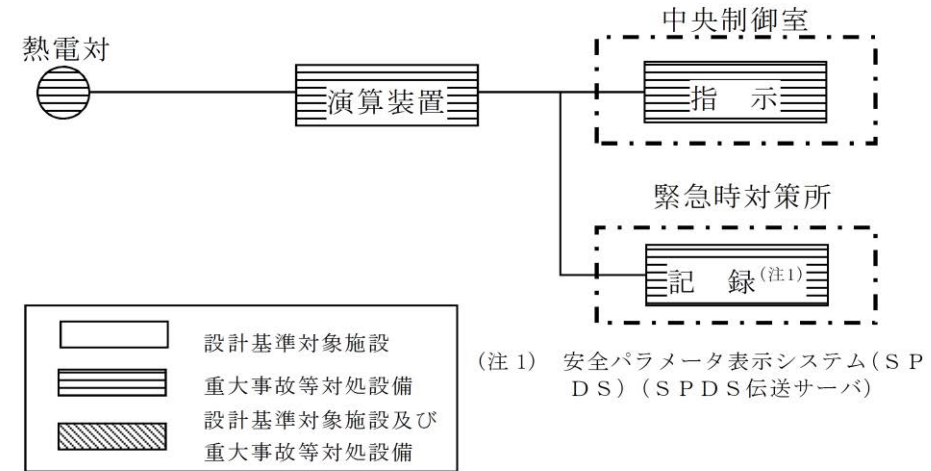 中央制御室
熱電対
演算装置
指　示
緊急時対策所
記　録(注1)
設計基準対象施設
重大事故等対処設備
設計基準対象施設及び
重大事故等対処設備
(注1)　安全パラメータ表示システム(ＳＰ
ＤＳ)(ＳＰＤＳ伝送サーバ)